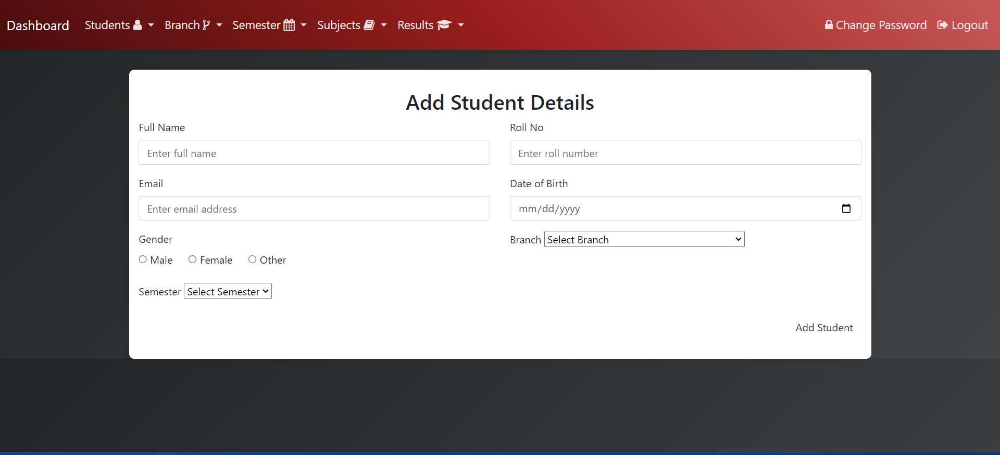 Dashboard Students Branch Semester Subjects Results Change Password Logout
Add Student Details
Full Name Roll No
Enter full name Enter roll number
Email Date of Birth
Enter email address mm/dd/yyyy
Gender Branch Select Branch
Male Female Other
Semester Select Semester
Add Student